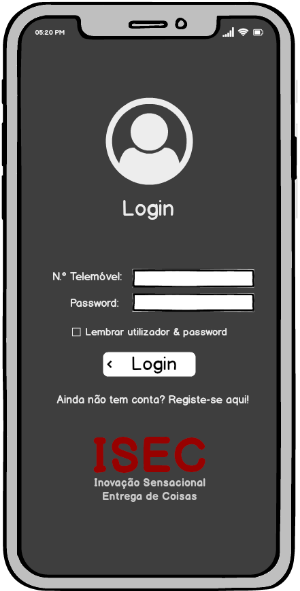 05:20 PM
Login
N.º Telemóvel:
Password:
Lembrar utilizador & password
Login
Ainda não tem conta? Registe-se aqui!
ISEC
Inovação Sensacional
Entrega de Coisas